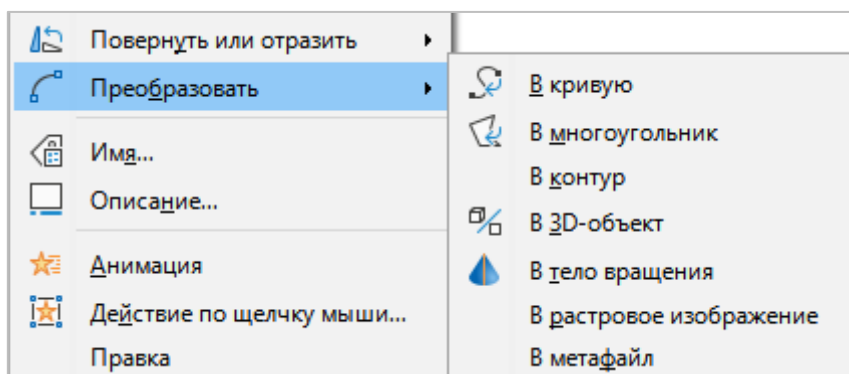 Повернуть или отразить
Преобразовать
Имя...
Описание...
Анимация
Действие по щелчку мыши...
Правка
В кривую
В многоугольник
В контур
В 3D-объект
В тело вращения
В растровое изображение
В метафайл